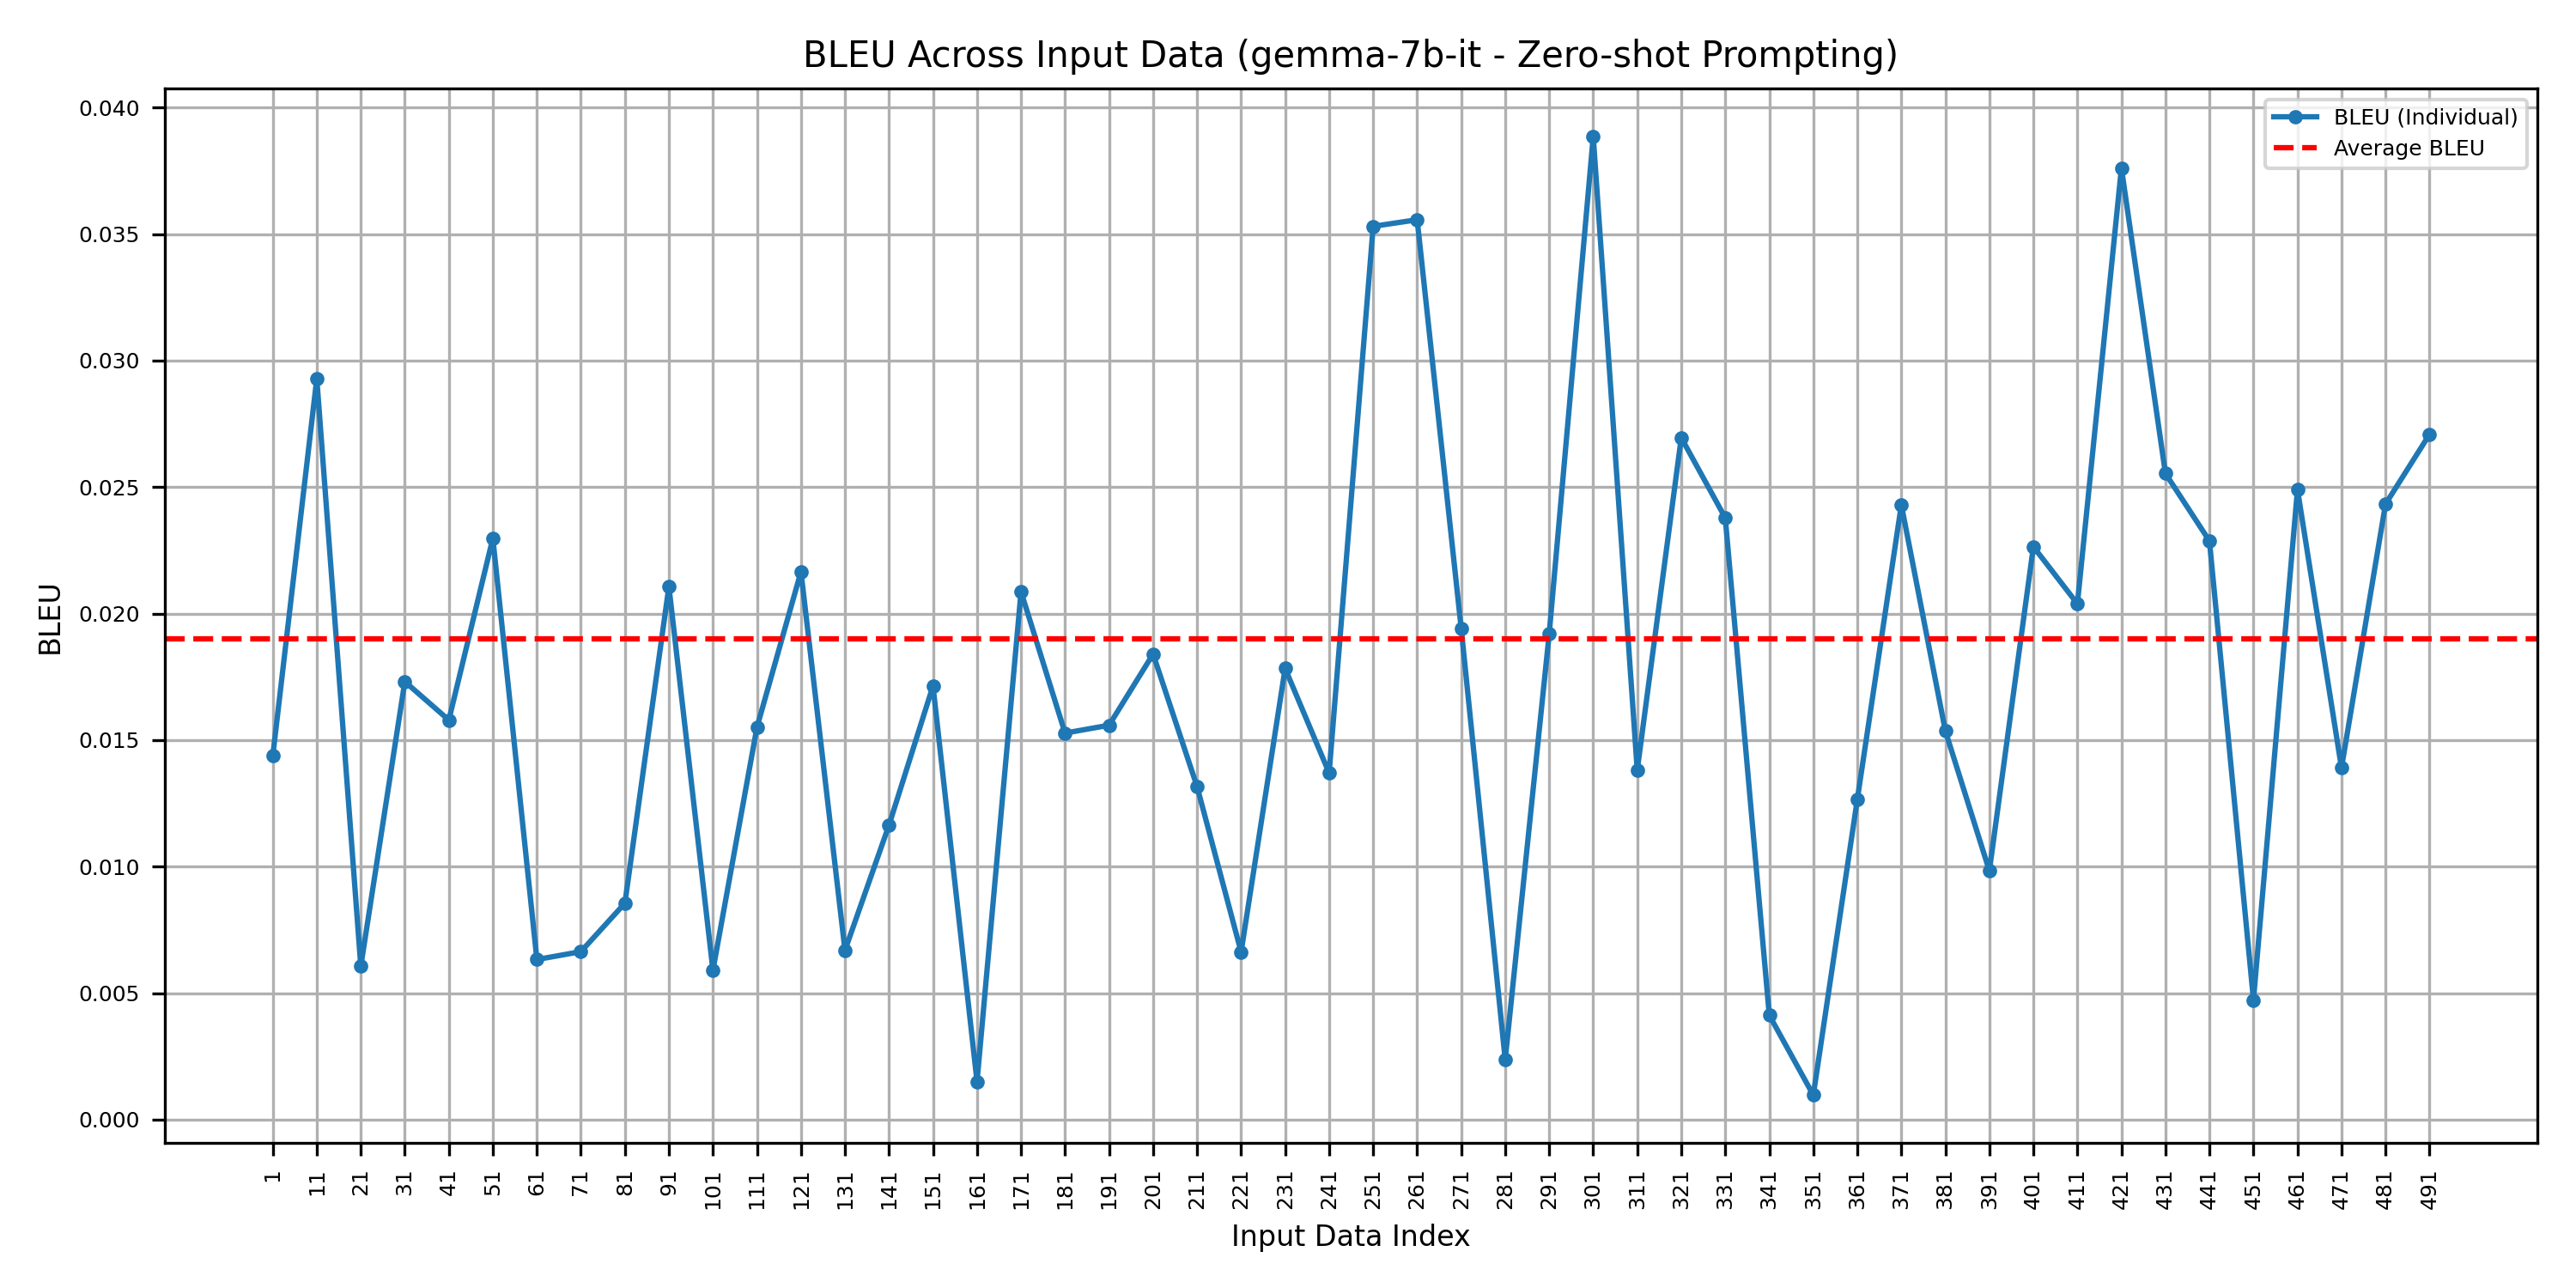 BLEU Across Input Data (gemma-7b-it - Zero-shot Prompting)
BLEU (Individual)
Average BLEU
BLEU
0.040
0.035
0.030
0.025
0.020
0.015
0.010
0.005
0.000
1 11 21 31 41 51 61 71 81 91 101 111 121 131 141 151 161 171 181 191 201 211 221 231 241 251 261 271 281 291 301 311 321 331 341 351 361 371 381 391 401 411 421 431 441 451 461 471 481 491
Input Data Index